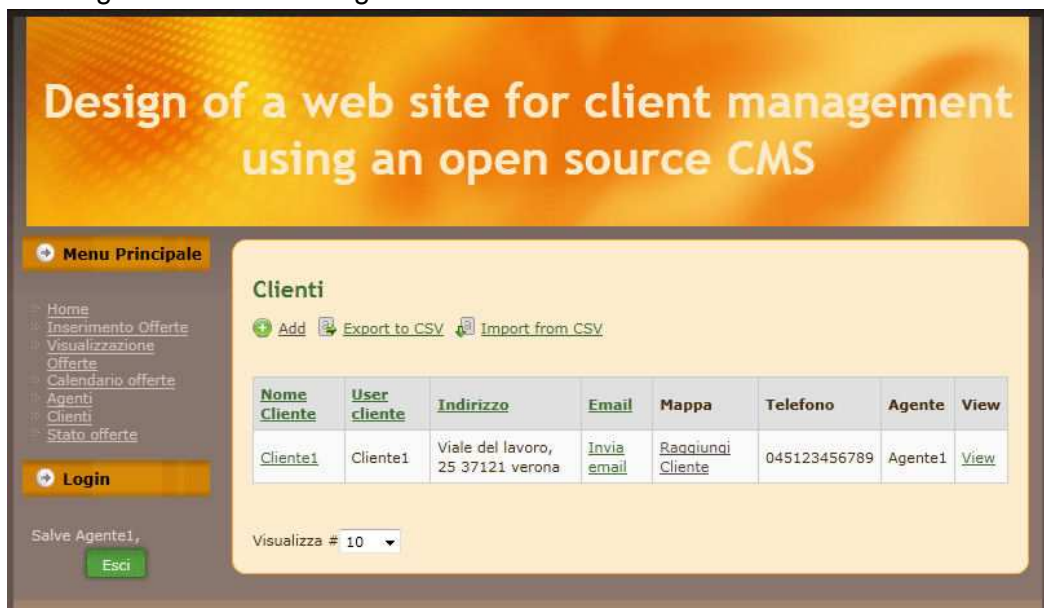 Design of a web site for client management
using an open source CMS
Menu Principale
Home
Inserimento Offerte
Visualizzazione
Offerte
Calendario offerte
Agenti
Clienti
Stato offerte
Login
Salve Agente1,
Esci
Clienti
Add Export to CSV Import from CSV
Nome Cliente User cliente Indirizzo Email Mappa Telefono Agente View
Cliente1 Cliente1 Viale del lavoro, 25 37121 verona Invia email Raggiungi Cliente 045123456789 Agente1 View
Visualizza # 10